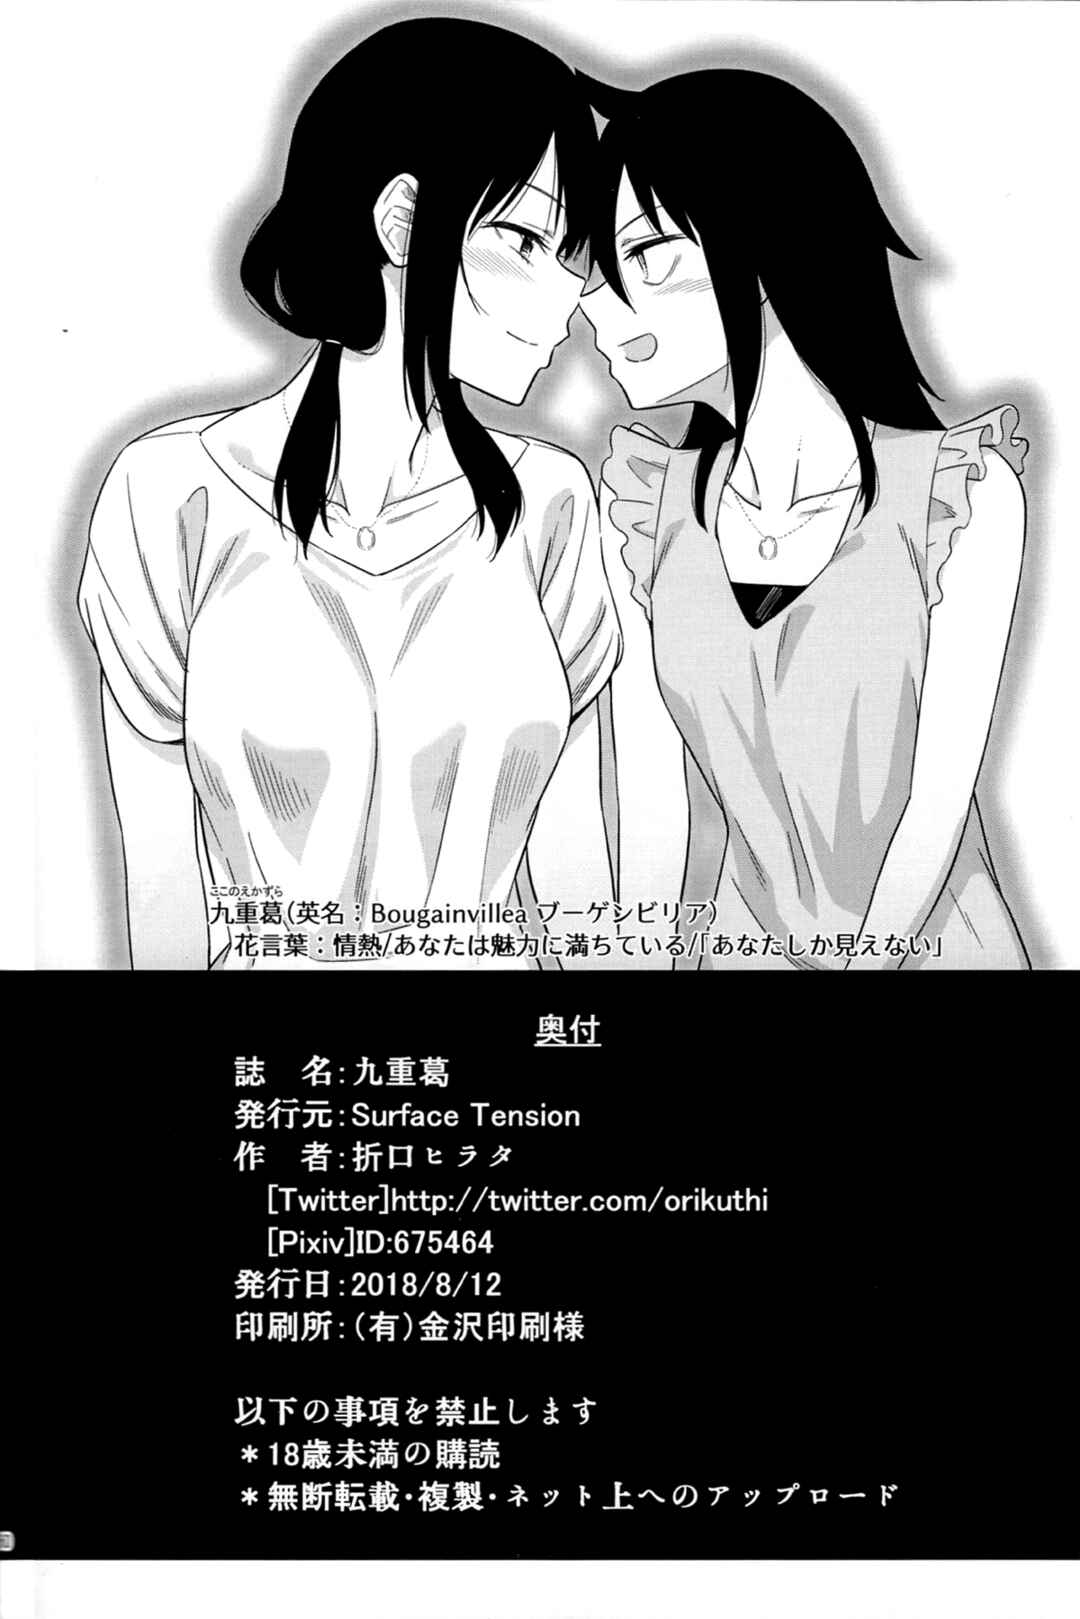 ここのえかずら
九重葛(英名：Bougainvillea ブーゲンビリア)
花言葉：情熱/あなたは魅力に満ちている/「あなたしか見えない」
奥付
誌　名：九重葛
発行元：Surface Tension
作　者：折口ヒラタ
[Twitter]http://twitter.com/orikuthi
[Pixiv]ID:675464
発行日：2018/8/12
印刷所：(有)金沢印刷様
以下の事項を禁止します
＊18歳未満の購読
＊無断転載・複製・ネット上へのアップロード